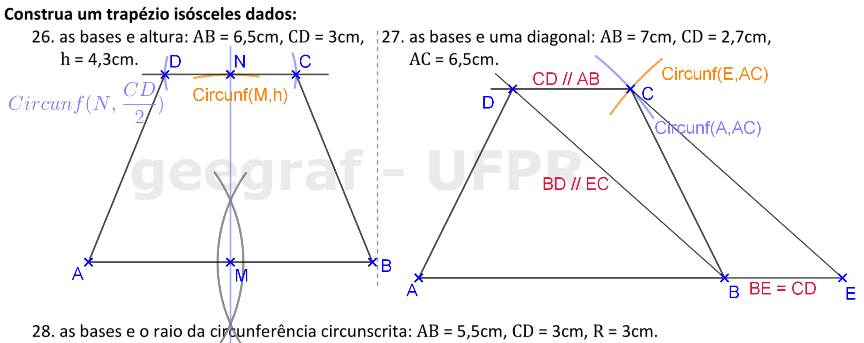 Construa um trapézio isósceles dados:
26. as bases e altura: AB = 6,5cm, CD = 3cm,
h = 4,3cm.
D N C
Circunf(M,h)
Circunf(N, CD/2)
A M B
27. as bases e uma diagonal: AB = 7cm, CD = 2,7cm,
AC = 6,5cm.
CD // AB
Circunf(E,AC)
D C
Circunf(A,AC)
BD // EC
A B E
BE = CD
geegraf - UFPR
28. as bases e o raio da circunferência circunscrita: AB = 5,5cm, CD = 3cm, R = 3cm.